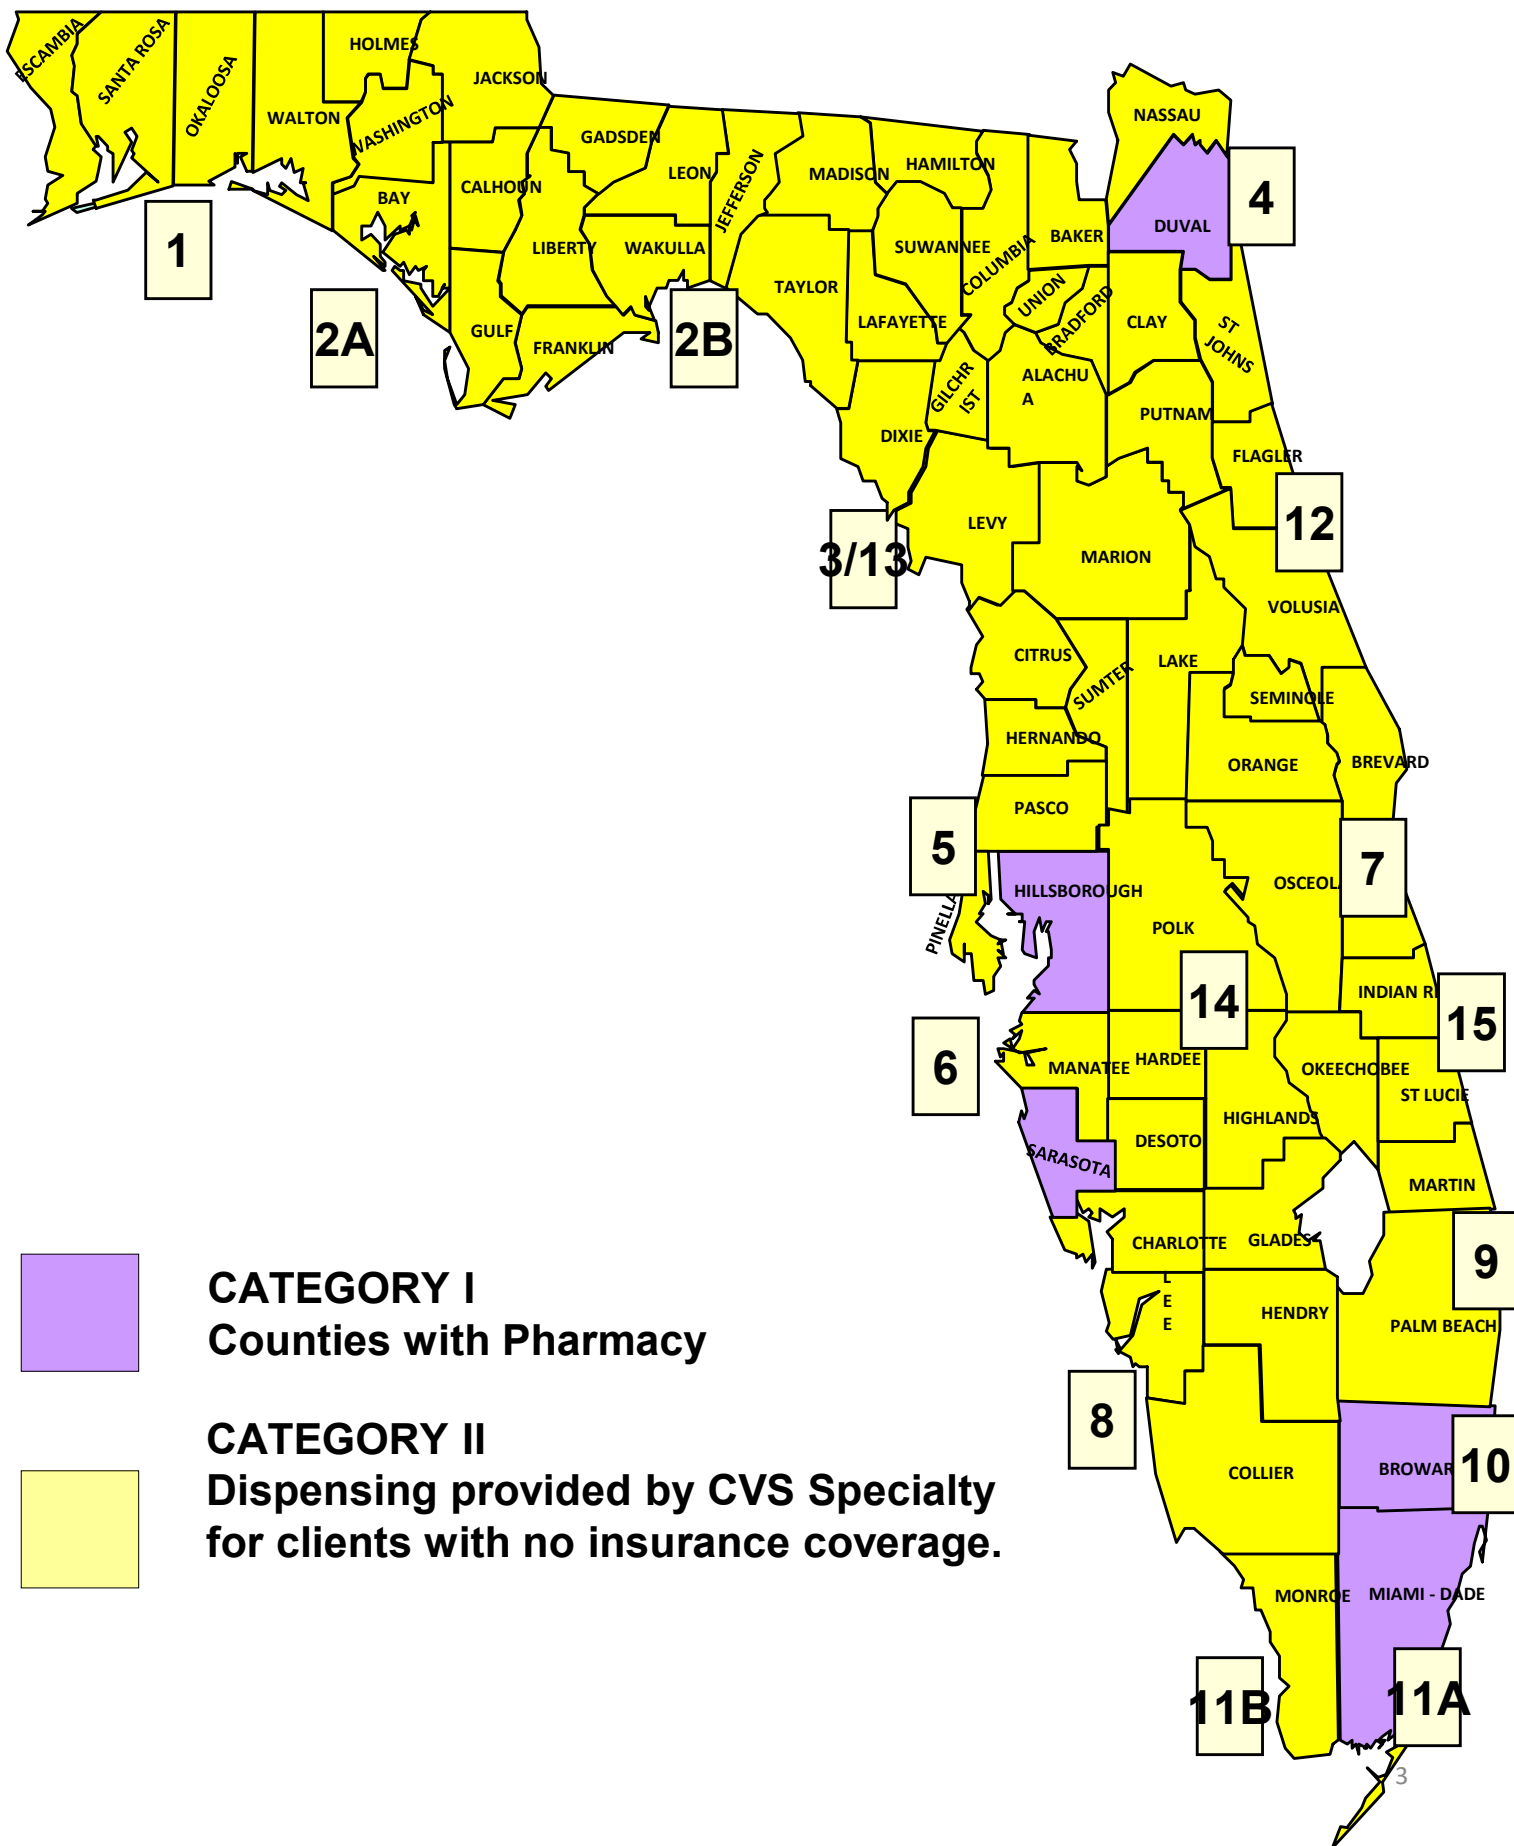 ESCAMBIA
SANTA ROSA
OKALOOSA
WALTON
HOLMES
WASHINGTON
JACKSON
BAY
CALHOUN
GADSDEN
LEON
LIBERTY
WAKULLA
GULF
FRANKLIN
JEFFERSON
MADISON
TAYLOR
HAMILTON
SUWANNEE
LAFAYETTE
COLUMBIA
BAKER
NASSAU
DUVAL
UNION
BRADFORD
CLAY
ST
JOHNS
GILCHR
IST
ALACHU
A
PUTNAM
DIXIE
FLAGLER
LEVY
MARION
VOLUSIA
CITRUS
SUMTER
LAKE
SEMINOLE
HERNANDO
ORANGE
BREVARD
PASCO
HILLSBOROUGH
PINELLA
POLK
OSCEOLA
INDIAN RI
MANATEE
HARDEE
OKEECHOBEE
ST LUCIE
HIGHLANDS
DESOTO
SARASOTA
MARTIN
CHARLOTTE
GLADES
L
E
E
HENDRY
PALM BEACH
COLLIER
BROWAR
MONROE
MIAMI - DADE
1
2A
2B
3/13
4
12
5
7
14
15
6
9
8
10
11B
11A
CATEGORY I
Counties with Pharmacy
CATEGORY II
Dispensing provided by CVS Specialty
for clients with no insurance coverage.
3